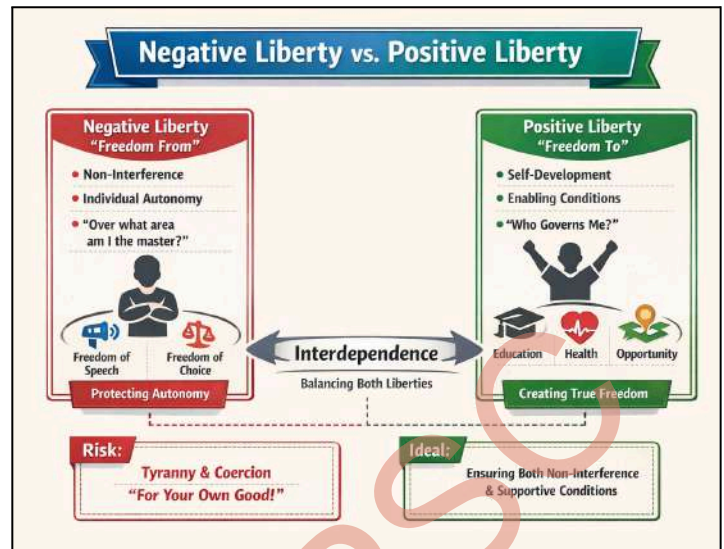 Negative Liberty vs. Positive Liberty
Negative Liberty
"Freedom From"
• Non-Interference
• Individual Autonomy
• "Over what area
am I the master?"
Freedom of
Speech
Freedom of
Choice
Protecting Autonomy
Interdependence
Balancing Both Liberties
Positive Liberty
"Freedom To"
• Self-Development
• Enabling Conditions
• "Who Governs Me?"
Education
Health
Opportunity
Creating True Freedom
Risk:
Tyranny & Coercion
"For Your Own Good!"
Ideal:
Ensuring Both Non-Interference
& Supportive Conditions